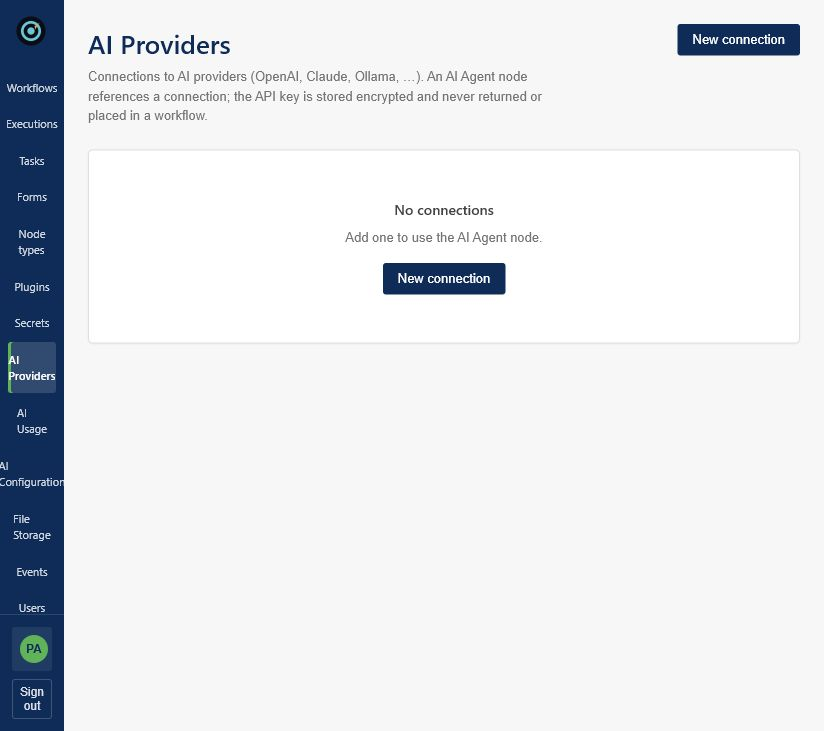 Workflows
Executions
Tasks
Forms
Node
types
Plugins
Secrets
AI
Providers
AI
Usage
AI
Configuration
File
Storage
Events
Users
PA
Sign
out
AI Providers
New connection
Connections to AI providers (OpenAI, Claude, Ollama, …). An AI Agent node
references a connection; the API key is stored encrypted and never returned or
placed in a workflow.
No connections
Add one to use the AI Agent node.
New connection